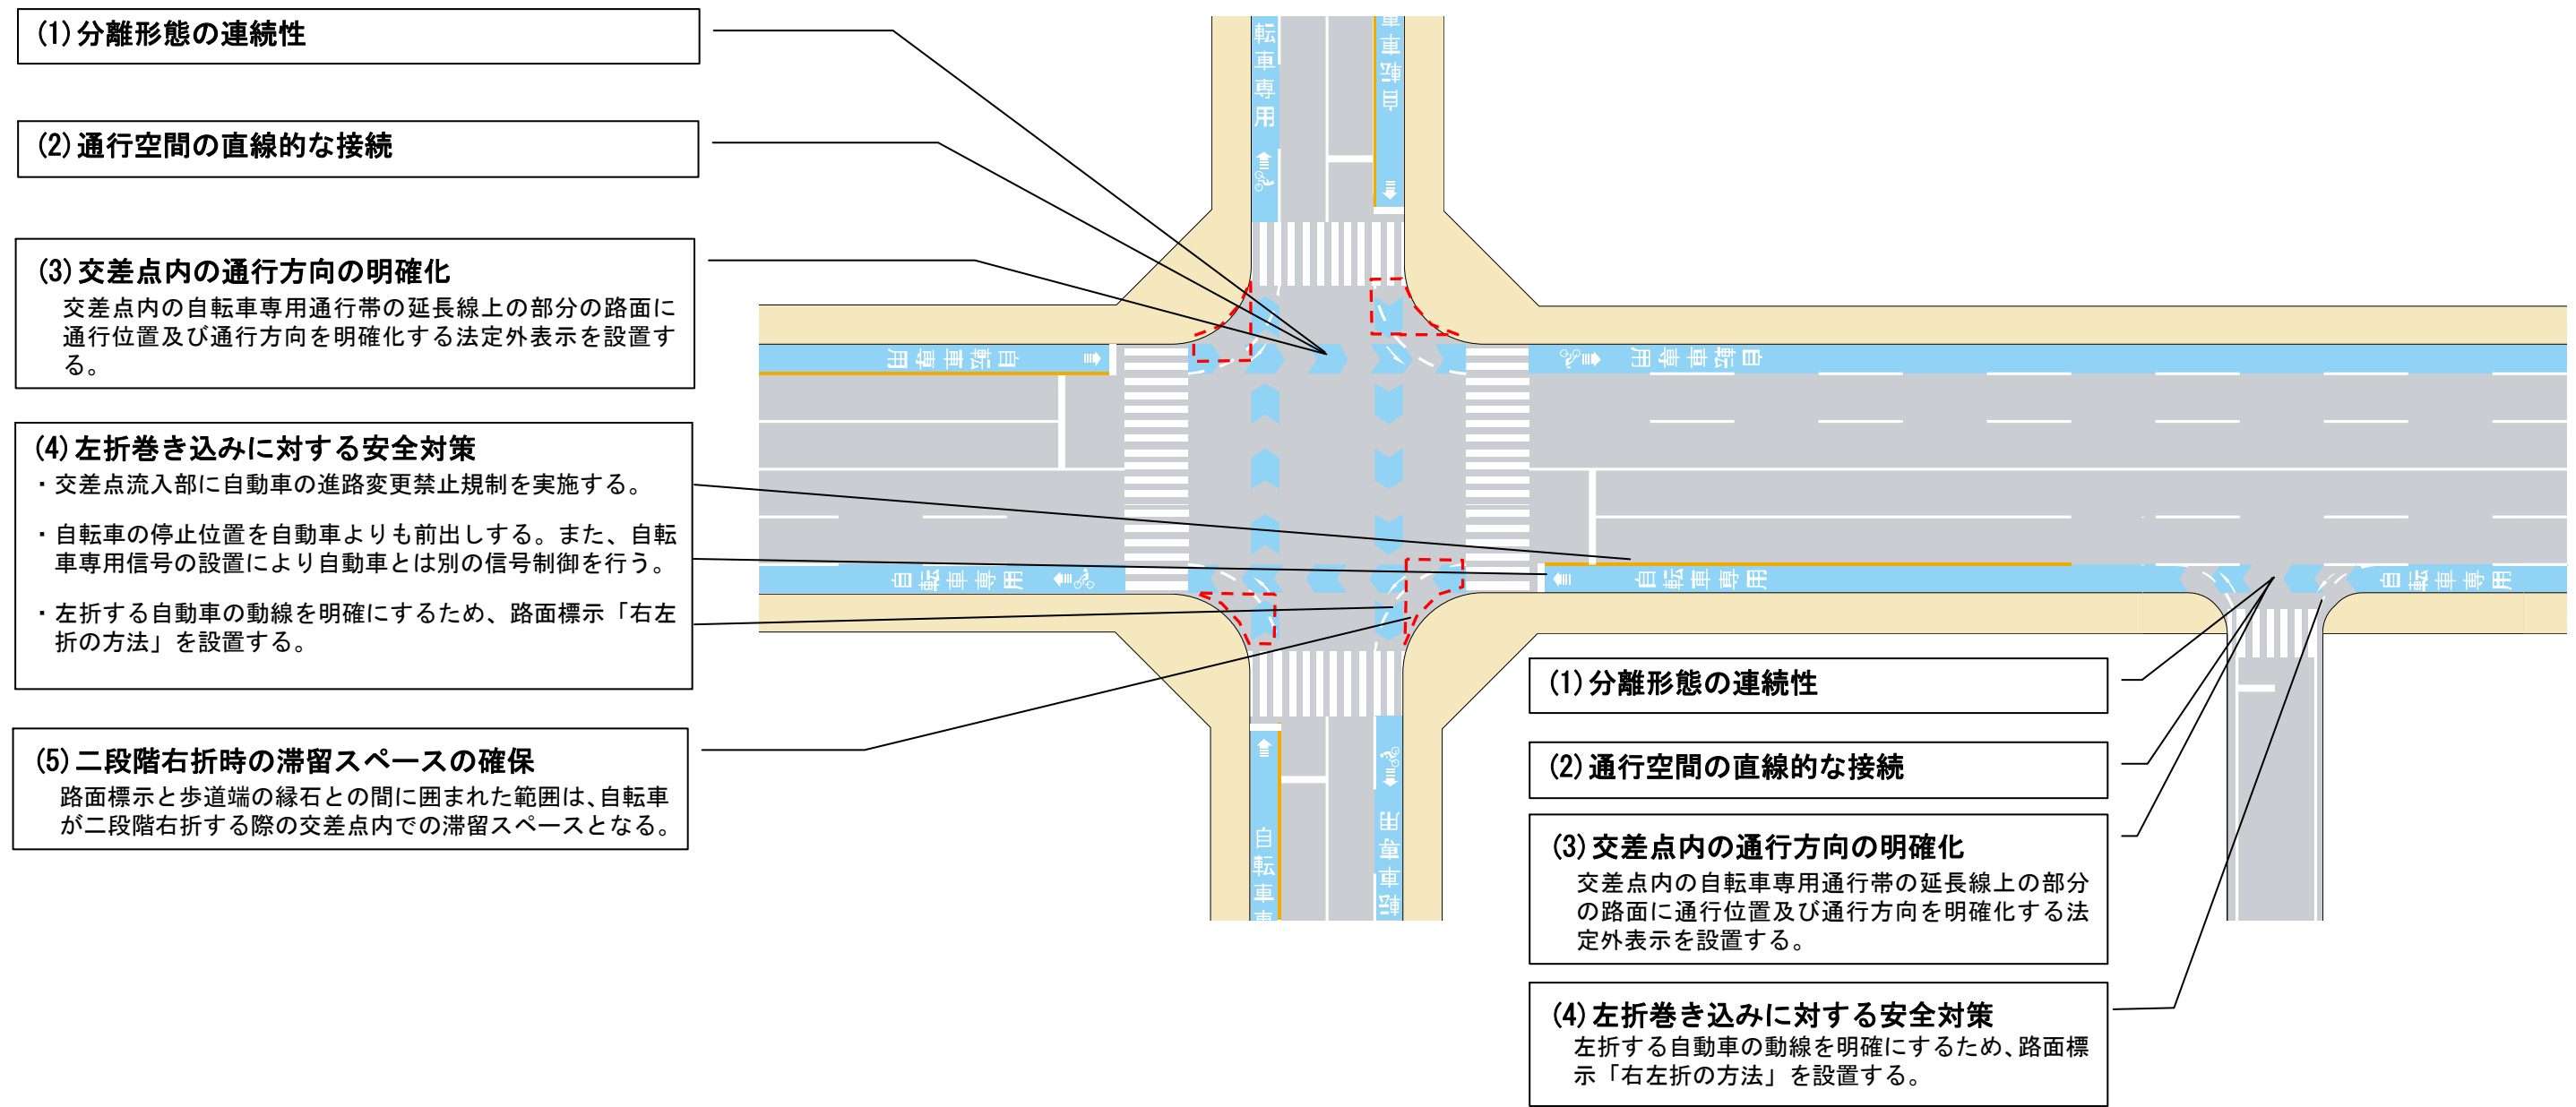 (1)分離形態の連続性
(2)通行空間の直線的な接続
(3)交差点内の通行方向の明確化
交差点内の自転車専用通行帯の延長線上の部分の路面に
通行位置及び通行方向を明確化する法定外表示を設置す
る。
(4)左折巻き込みに対する安全対策
・交差点流入部に自動車の進路変更禁止規制を実施する。
・自転車の停止位置を自動車よりも前出しする。また、自転
車専用信号の設置により自動車とは別の信号制御を行う。
・左折する自動車の動線を明確にするため、路面標示「右左
折の方法」を設置する。
(5)二段階右折時の滞留スペースの確保
路面標示と歩道端の縁石との間に囲まれた範囲は、自転車
が二段階右折する際の交差点内での滞留スペースとなる。
転車専用
自転車車
自転車専用
自転車専用
自転車専用
自転車専用
自転車専用
自転車専
転車専用
(1)分離形態の連続性
(2)通行空間の直線的な接続
(3)交差点内の通行方向の明確化
交差点内の自転車専用通行帯の延長線上の部分
の路面に通行位置及び通行方向を明確化する法
定外表示を設置する。
(4)左折巻き込みに対する安全対策
左折する自動車の動線を明確にするため、路面標
示「右左折の方法」を設置する。